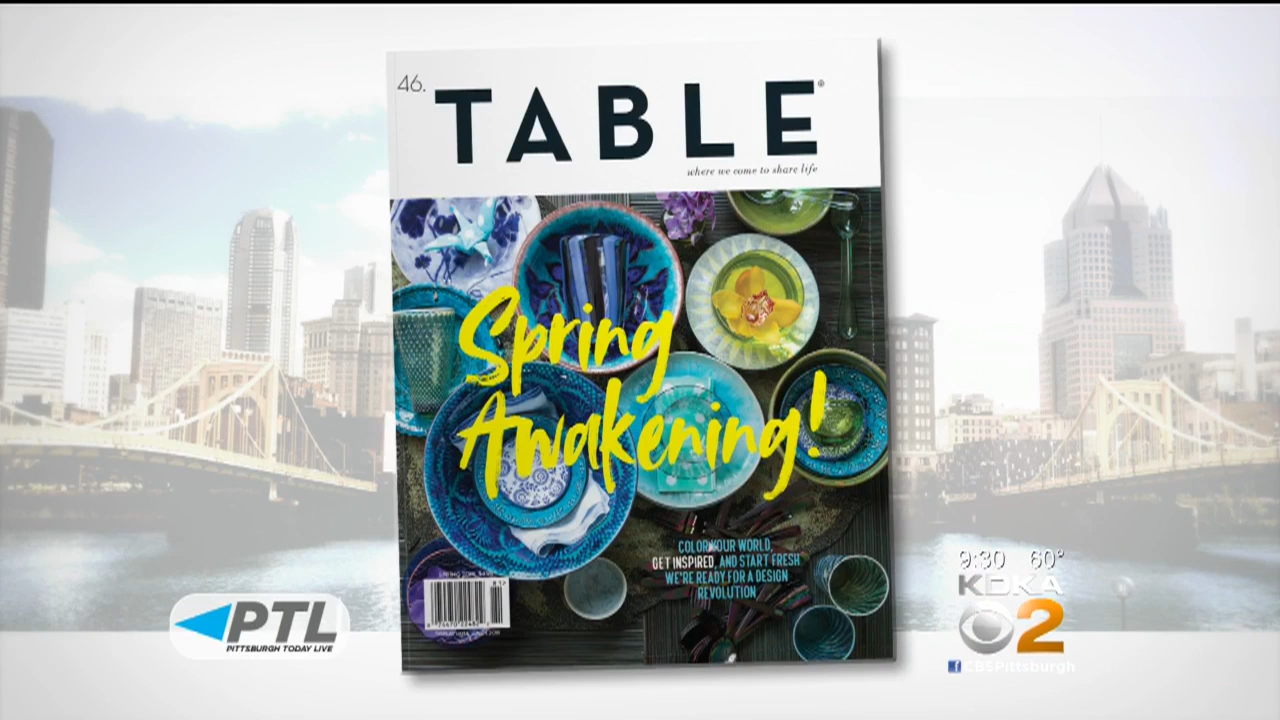 46.
TABLE®
where we come to share life
Spring
Awakening!
COLOR YOUR WORLD,
GET INSPIRED, AND START FRESH
WE'RE READY FOR A DESIGN
REVOLUTION
PTL
PITTSBURGH TODAY LIVE
9:30 60°
KDKA
2
CBSPittsburgh